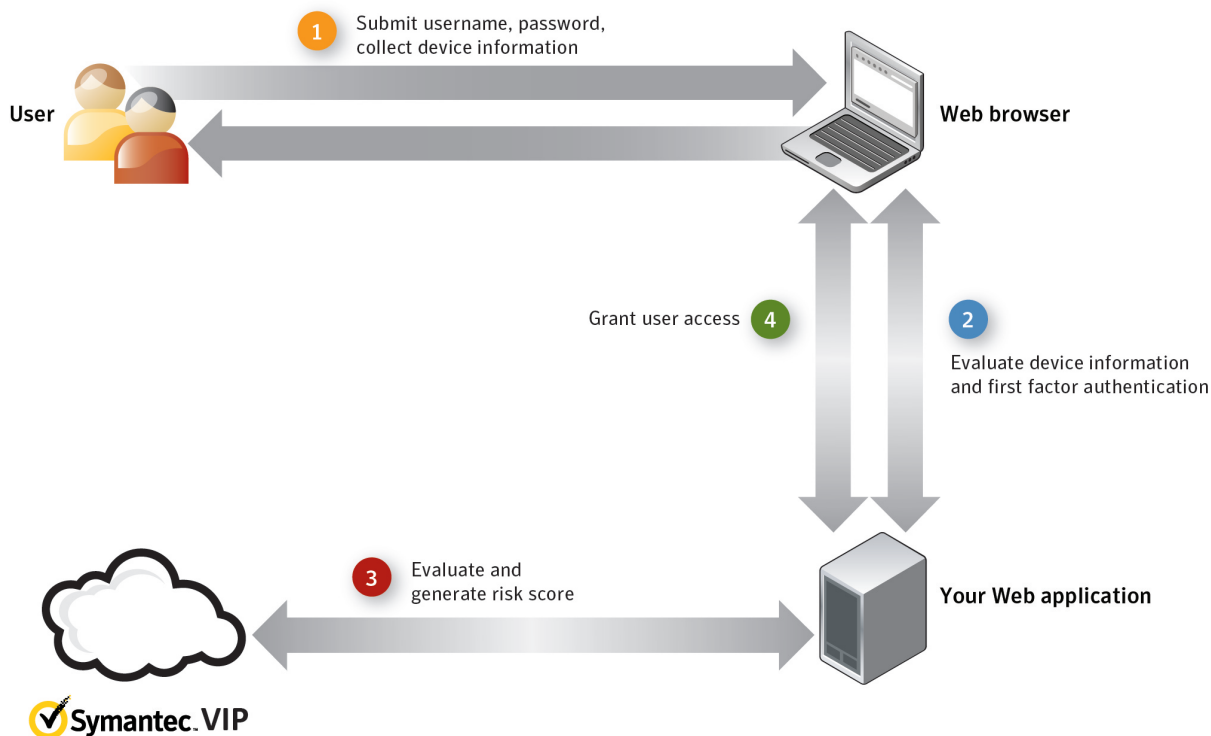 1
Submit username, password,
collect device information
User
Web browser
Grant user access
4
2
Evaluate device information
and first factor authentication
3
Evaluate and
generate risk score
Your Web application
Symantec™ VIP